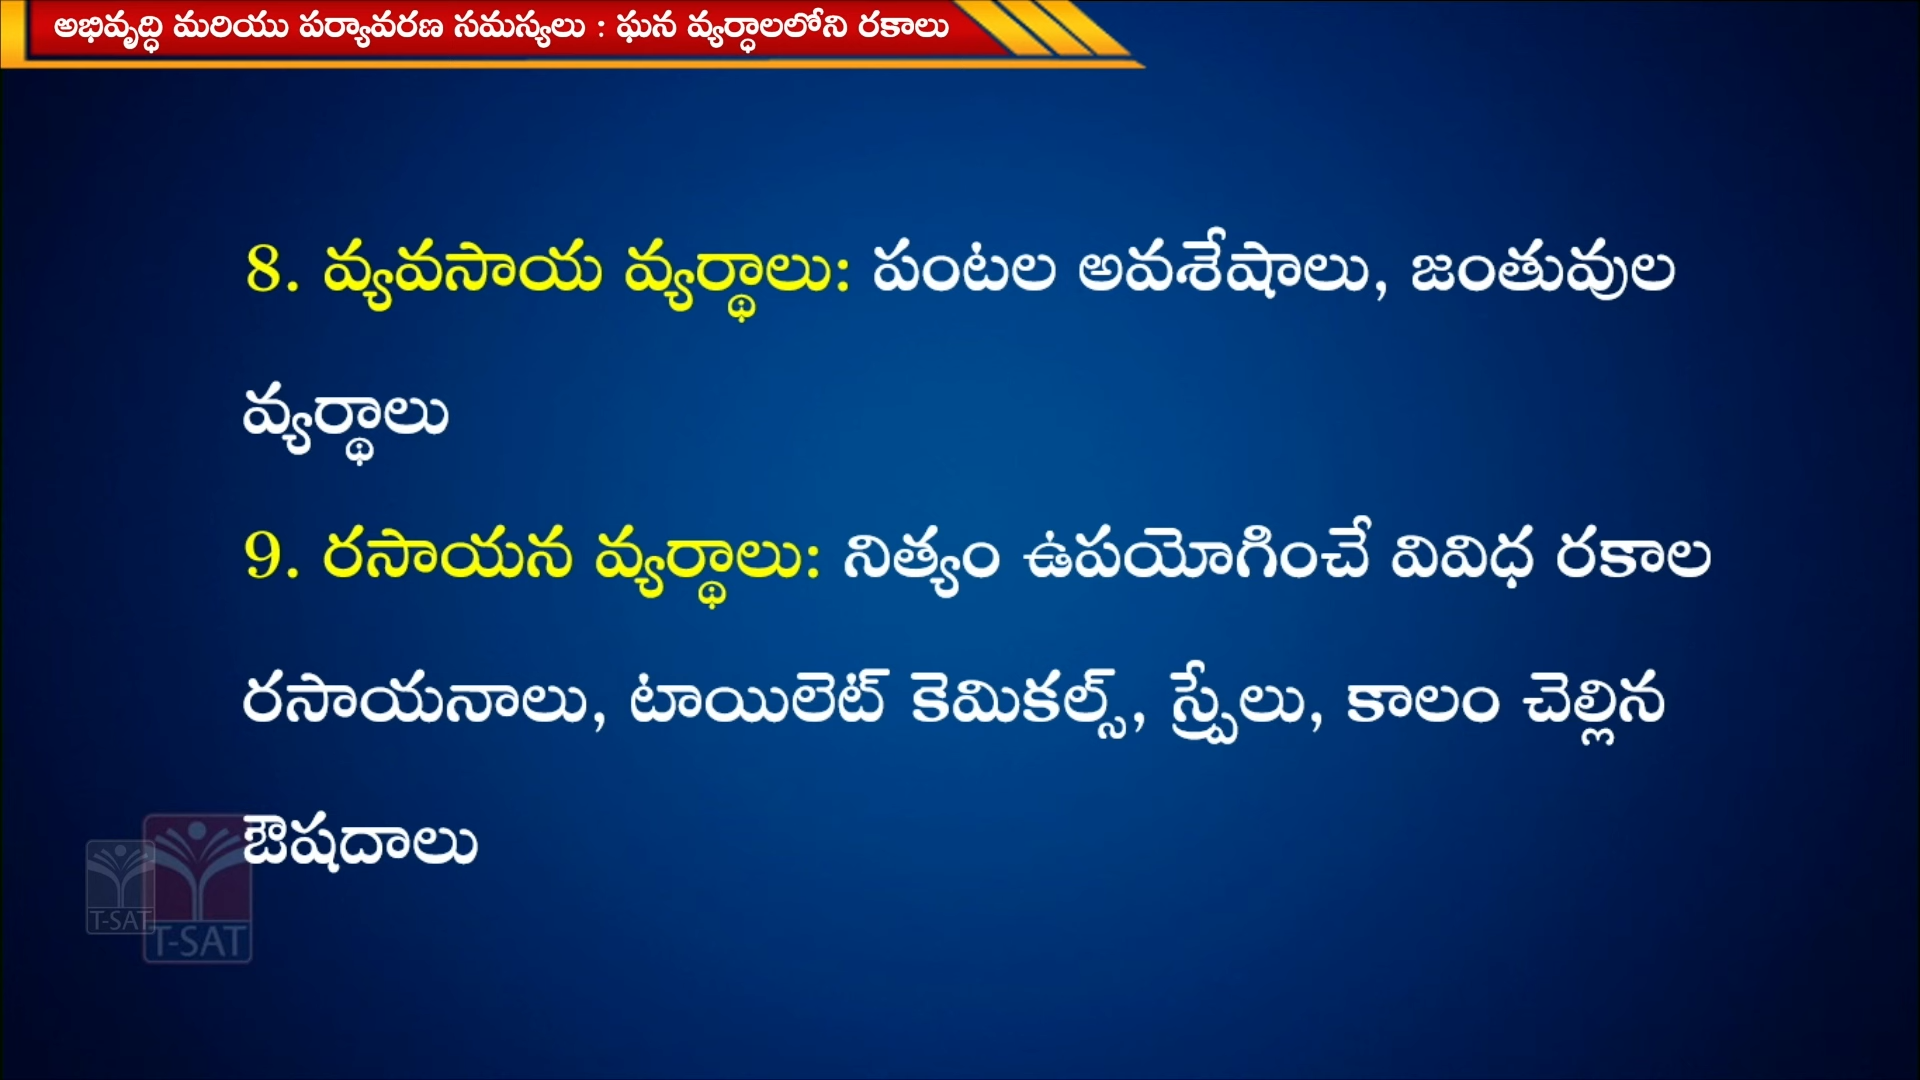 అభివృద్ధి మరియు పర్యావరణ సమస్యలు : ఘన వ్యర్ధాలలోని రకాలు
8. వ్యవసాయ వ్యర్థాలు: పంటల అవశేషాలు, జంతువుల
వ్యర్థాలు
9. రసాయన వ్యర్థాలు: నిత్యం ఉపయోగించే వివిధ రకాల
రసాయనాలు, టాయిలెట్ కెమికల్స్, స్ప్రేలు, కాలం చెల్లిన
ఔషదాలు
T-SAT
T-SAT